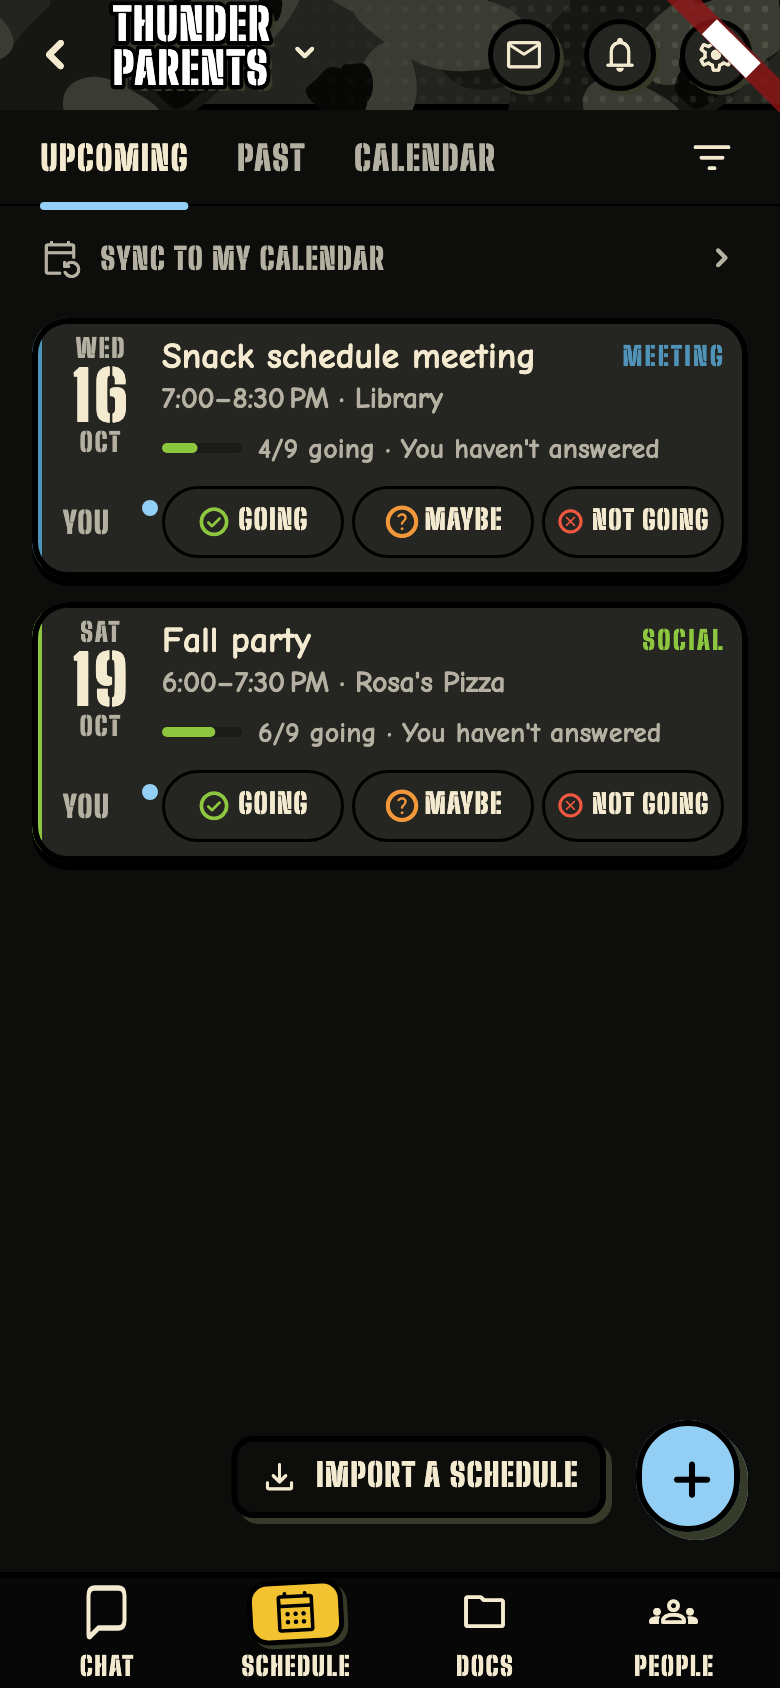 THUNDER
PARENTS
UPCOMING PAST CALENDAR
SYNC TO MY CALENDAR
WED
16
OCT
Snack schedule meeting
MEETING
7:00–8:30 PM · Library
4/9 going · You haven't answered
YOU
GOING
MAYBE
NOT GOING
SAT
19
OCT
Fall party
SOCIAL
6:00–7:30 PM · Rosa's Pizza
6/9 going · You haven't answered
YOU
GOING
MAYBE
NOT GOING
IMPORT A SCHEDULE
CHAT
SCHEDULE
DOCS
PEOPLE